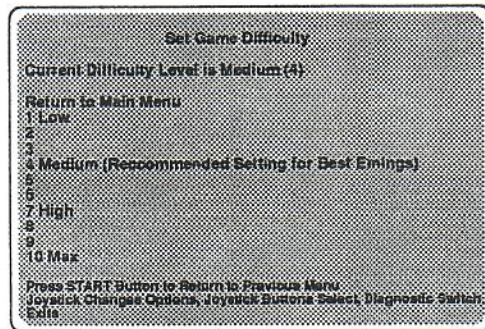 Set Game Difficulty
Current Difficulty Level is Medium (4)
Return to Main Menu
1 Low
2
3
4 Medium (Reccommended Setting for Best Ernings)
5
6
7 High
8
9
10 Max
Press START Button to Return to Previous Menu
Joystick Changes Options, Joystick Buttons Select, Diagnostic Switch
Exits